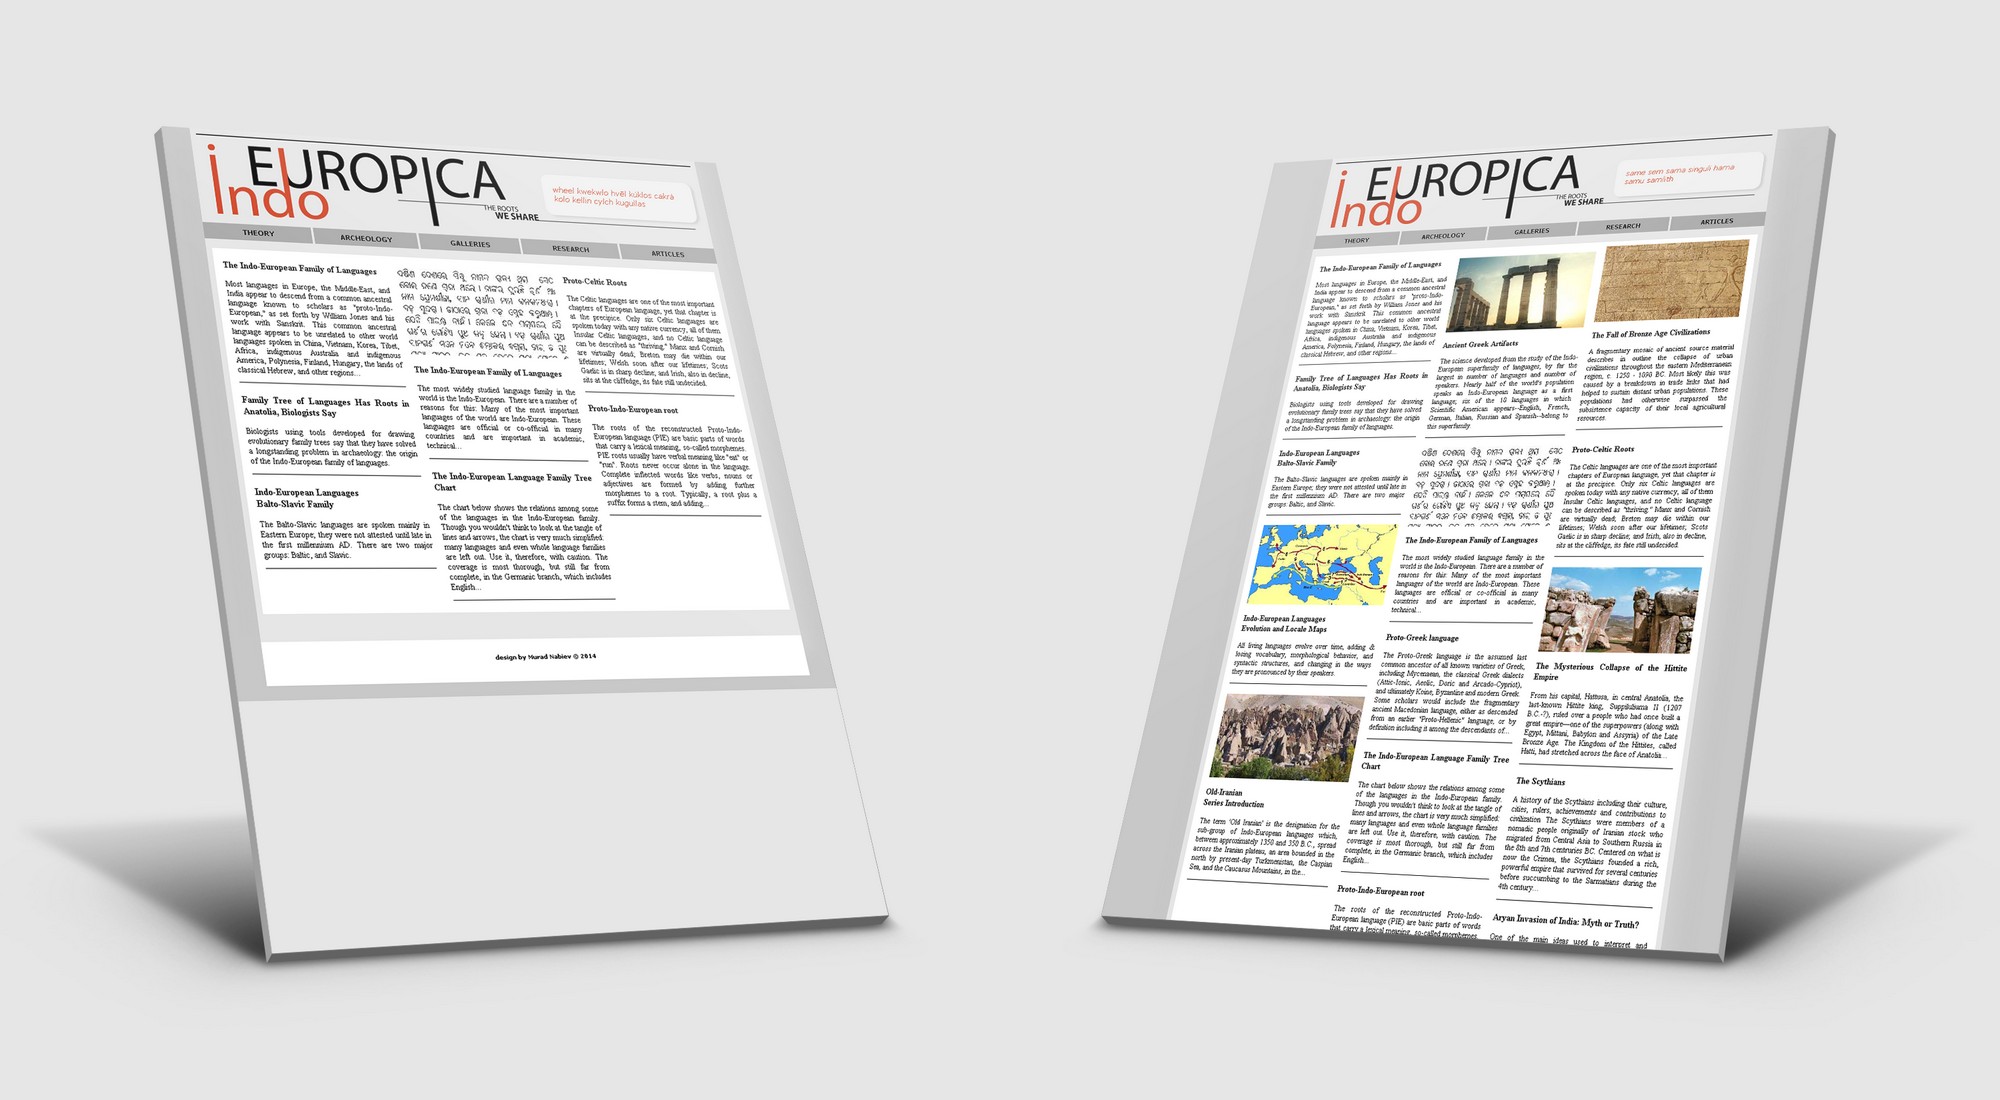 i EUROPICA
Indo
THE ROOTS
WE SHARE
wheel kwekwlo hvēl kuklos cakrá
kolo kellin cylch kugullas
THEORY
ARCHEOLOGY
GALLERIES
RESEARCH
ARTICLES
The Indo-European Family of Languages
Most languages in Europe, the Middle-East, and
India appear to descend from a common ancestral
language known to scholars as "proto-Indo-
European," as set forth by William Jones and his
work with Sanskrit. This common ancestral
language appears to be unrelated to other world
languages spoken in China, Vietnam, Korea, Tibet,
Africa, indigenous Australia and indigenous
America, Polynesia, Finland, Hungary, the lands of
classical Hebrew, and other regions...
Family Tree of Languages Has Roots in
Anatolia, Biologists Say
Biologists using tools developed for drawing
evolutionary family trees say that they have solved
a longstanding problem in archaeology: the origin
of the Indo-European family of languages.
Indo-European Languages
Balto-Slavic Family
The Balto-Slavic languages are spoken mainly in
Eastern Europe; they were not attested until late in
the first millennium AD. There are two major
groups: Baltic, and Slavic.
The Indo-European Family of Languages
The most widely studied language family in the
world is the Indo-European. There are a number of
reasons for this: Many of the most important
languages of the world are Indo-European. These
languages are official or co-official in many
countries and are important in academic,
technical...
The Indo-European Language Family Tree
Chart
The chart below shows the relations among some
of the languages in the Indo-European family.
Though you wouldn't think to look at the tangle of
lines and arrows, the chart is very much simplified:
many languages and even whole language families
are left out. Use it, therefore, with caution. The
coverage is most thorough, but still far from
complete, in the Germanic branch, which includes
English...
Proto-Celtic Roots
The Celtic languages are one of the most important
chapters of European language, yet that chapter is
at the precipice. Only six Celtic languages are
spoken today with any native currency, all of them
Insular Celtic languages, and no Celtic language
can be described as "thriving." Manx and Cornish
are virtually dead; Breton may die within our
lifetimes; Welsh soon after our lifetimes; Scots
Gaelic is in sharp decline; and Irish, also in decline,
sits at the cliffedge, its fate still undecided.
Proto-Indo-European root
The roots of the reconstructed Proto-Indo-
European language (PIE) are basic parts of words
that carry a lexical meaning, so-called morphemes.
PIE roots usually have verbal meaning like "eat" or
"run". Roots never occur alone in the language.
Complete inflected words like verbs, nouns or
adjectives are formed by adding further
morphemes to a root. Typically, a root plus a
suffix forms a stem, and adding...
design by Murad Nabiev © 2014
i EUROPICA
Indo
THE ROOTS
WE SHARE
same sem sama singuli hama
samu samlith
THEORY
ARCHEOLOGY
GALLERIES
RESEARCH
ARTICLES
The Indo-European Family of Languages
Most languages in Europe, the Middle-East, and
India appear to descend from a common ancestral
language known to scholars as "proto-Indo-
European," as set forth by William Jones and his
work with Sanskrit. This common ancestral
language appears to be unrelated to other world
languages spoken in China, Vietnam, Korea, Tibet,
Africa, indigenous Australia and indigenous
America, Polynesia, Finland, Hungary, the lands of
classical Hebrew, and other regions...
Family Tree of Languages Has Roots in
Anatolia, Biologists Say
Biologists using tools developed for drawing
evolutionary family trees say that they have solved
a longstanding problem in archaeology: the origin
of the Indo-European family of languages.
Indo-European Languages
Balto-Slavic Family
The Balto-Slavic languages are spoken mainly in
Eastern Europe; they were not attested until late in
the first millennium AD. There are two major
groups: Baltic, and Slavic.
Indo-European Languages
Evolution and Locale Maps
All living languages evolve over time, adding &
losing vocabulary, morphological behavior, and
syntactic structures, and changing in the ways
they are pronounced by their speakers.
Old-Iranian
Series Introduction
The term 'Old Iranian' is the designation for the
sub-group of Indo-European languages which,
between approximately 1350 and 350 B.C., spread
across the Iranian plateau, an area bounded in the
north by present-day Turkmenistan, the Caspian
Sea, and the Caucasus Mountains, in the...
Ancient Greek Artifacts
The science developed from the study of the Indo-
European superfamily of languages, by far the
largest in number of languages and number of
speakers. Nearly half of the world's population
speaks an Indo-European language as a first
language; six of the 10 languages in which
Scientific American appears--English, French,
German, Italian, Russian and Spanish--belong to
this superfamily
The Indo-European Family of Languages
The most widely studied language family in the
world is the Indo-European. There are a number of
reasons for this: Many of the most important
languages of the world are Indo-European. These
languages are official or co-official in many
countries and are important in academic,
technical...
Proto-Greek language
The Proto-Greek language is the assumed last
common ancestor of all known varieties of Greek,
including Mycenaean, the classical Greek dialects
(Attic-Ionic, Aeolic, Doric and Arcado-Cypriot),
and ultimately Koine, Byzantine and modern Greek.
Some scholars would include the fragmentary
ancient Macedonian language, either as descended
from an earlier "Proto-Hellenic" language, or by
definition including it among the descendants of...
The Indo-European Language Family Tree
Chart
The chart below shows the relations among some
of the languages in the Indo-European family.
Though you wouldn't think to look at the tangle of
lines and arrows, the chart is very much simplified:
many languages and even whole language families
are left out. Use it, therefore, with caution. The
coverage is most thorough, but still far from
complete, in the Germanic branch, which includes
English...
Proto-Indo-European root
The roots of the reconstructed Proto-Indo-
European language (PIE) are basic parts of words
that carry a lexical meaning, so-called morphemes.
The Fall of Bronze Age Civilizations
A fragmentary mosaic of ancient source material
describes in outline the collapse of urban
civilizations throughout the eastern Mediterranean
region, c. 1250 - 1090 BC. Most likely this was
caused by a breakdown in trade links that had
helped to sustain distant urban populations. These
populations had otherwise surpassed the
subsistence capacity of their local agricultural
resources.
Proto-Celtic Roots
The Celtic languages are one of the most important
chapters of European language, yet that chapter is
at the precipice. Only six Celtic languages are
spoken today with any native currency, all of them
Insular Celtic languages, and no Celtic language
can be described as "thriving." Manx and Cornish
are virtually dead; Breton may die within our
lifetimes; Welsh soon after our lifetimes; Scots
Gaelic is in sharp decline; and Irish, also in decline,
sits at the cliffedge, its fate still undecided.
The Mysterious Collapse of the Hittite
Empire
From his capital, Hattusa, in central Anatolia, the
last-known Hittite king, Suppiluliuma II (1207
B.C.-?), ruled over a people who had once built a
great empire—one of the superpowers (along with
Egypt, Mittani, Babylon and Assyria) of the Late
Bronze Age. The Kingdom of the Hittites, called
Hatti, had stretched across the face of Anatolia...
The Scythians
A history of the Scythians including their culture,
cities, rulers, achievements and contributions to
civilization The Scythians were members of a
nomadic people originally of Iranian stock who
migrated from Central Asia to Southern Russia in
the 8th and 7th centruries BC. Centered on what is
now the Crimea, the Scythians founded a rich,
powerful empire that survived for several centuries
before succumbing to the Sarmatians during the
4th century...
Aryan Invasion of India: Myth or Truth?
One of the main ideas used to interpret and